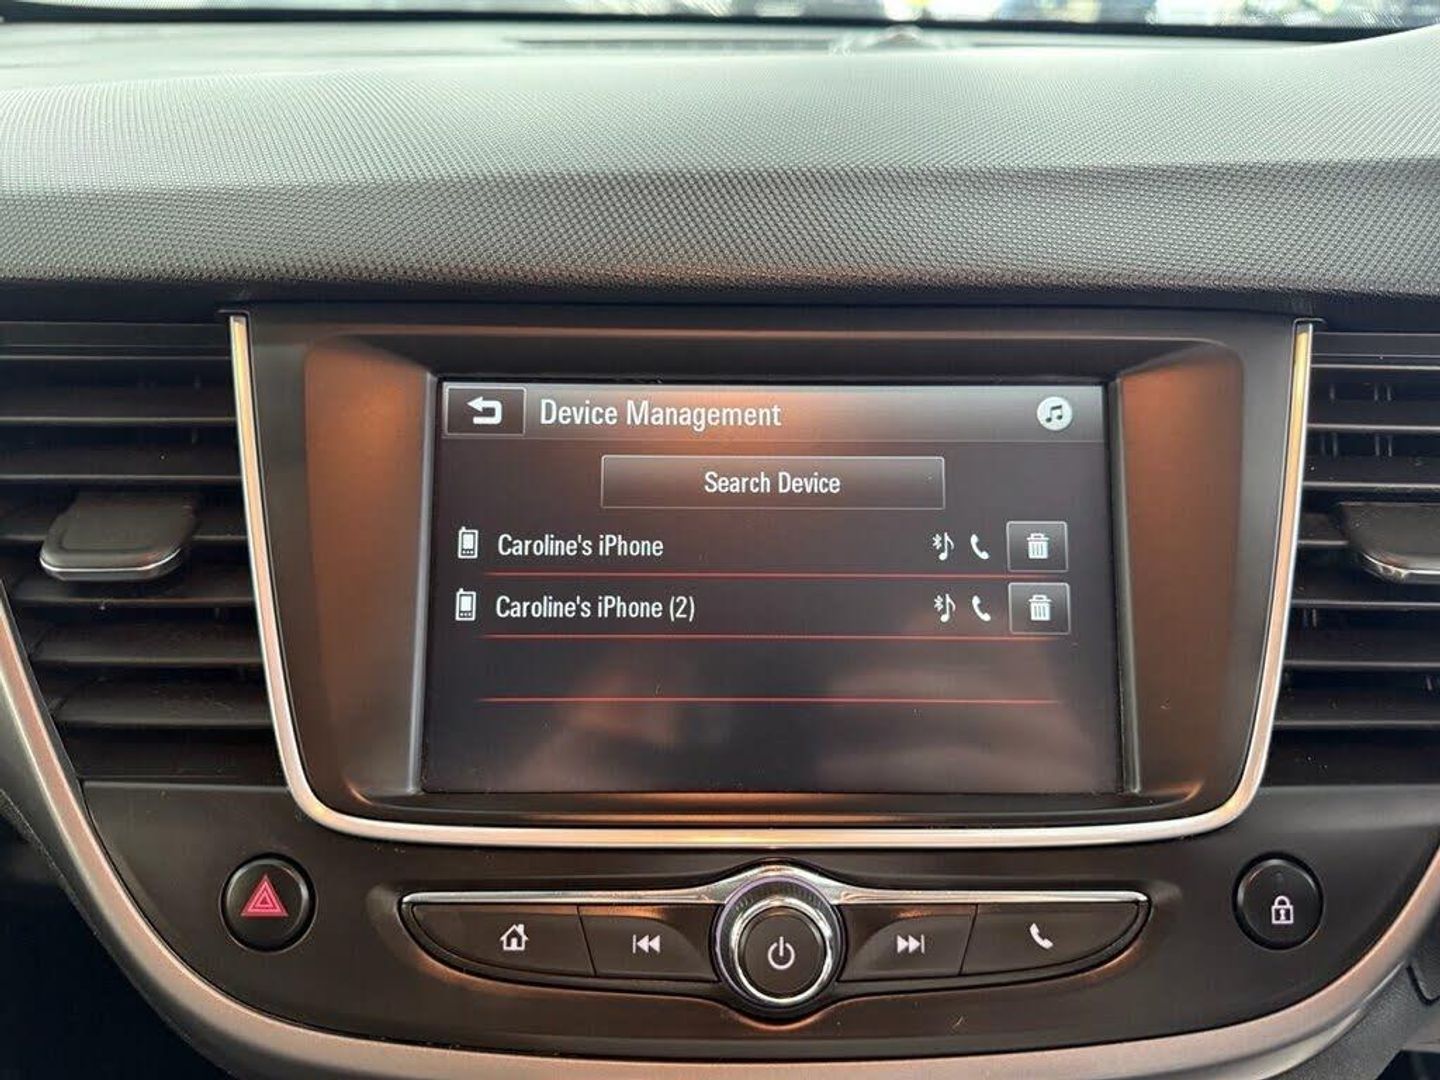 Device Management
Search Device
Caroline's iPhone
Caroline's iPhone (2)